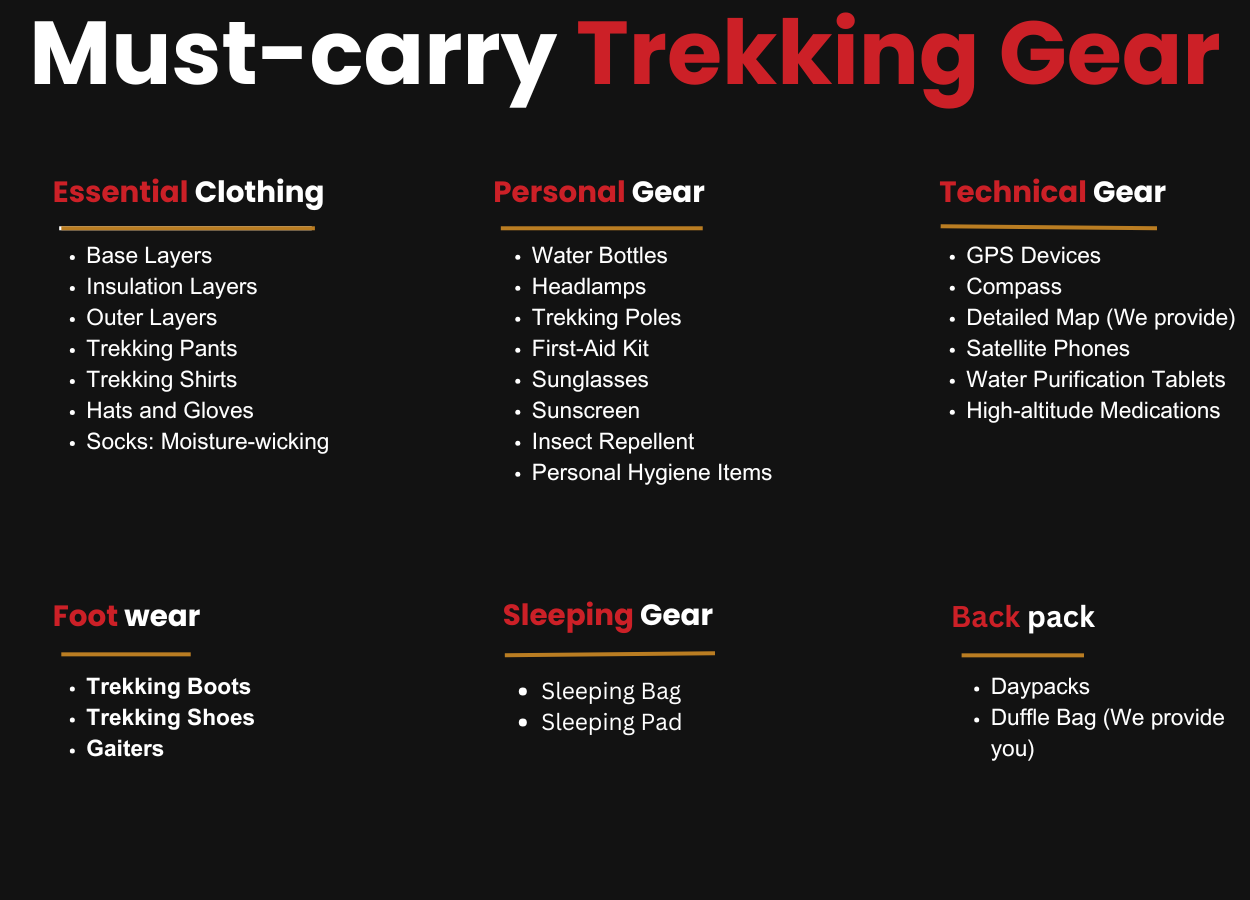 Must-carry Trekking Gear
Essential Clothing
• Base Layers
• Insulation Layers
• Outer Layers
• Trekking Pants
• Trekking Shirts
• Hats and Gloves
• Socks: Moisture-wicking
Personal Gear
• Water Bottles
• Headlamps
• Trekking Poles
• First-Aid Kit
• Sunglasses
• Sunscreen
• Insect Repellent
• Personal Hygiene Items
Technical Gear
• GPS Devices
• Compass
• Detailed Map (We provide)
• Satellite Phones
• Water Purification Tablets
• High-altitude Medications
Foot wear
• Trekking Boots
• Trekking Shoes
• Gaiters
Sleeping Gear
• Sleeping Bag
• Sleeping Pad
Back pack
• Daypacks
• Duffle Bag (We provide
you)